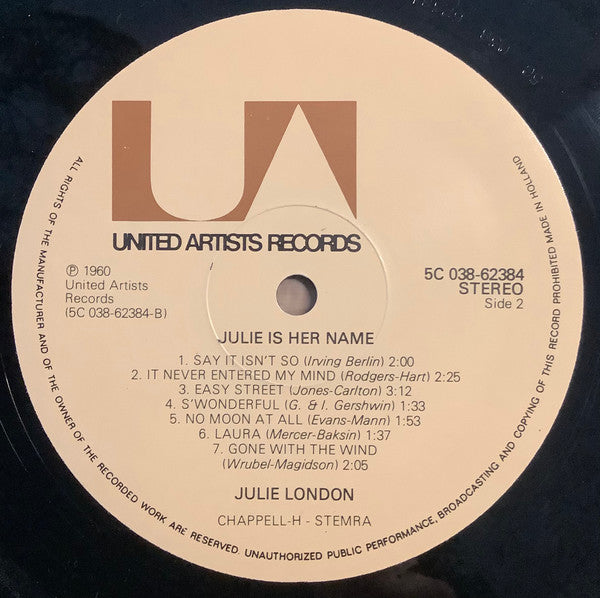 UA
UNITED ARTISTS RECORDS
℗ 1960
United Artists
Records
(5C 038-62384-B)
5C 038-62384
STEREO
Side 2
JULIE IS HER NAME
1. SAY IT ISN'T SO (Irving Berlin) 2:00
2. IT NEVER ENTERED MY MIND (Rodgers-Hart) 2:25
3. EASY STREET (Jones-Carlton) 3:12
4. S'WONDERFUL (G. & I. Gershwin) 1:33
5. NO MOON AT ALL (Evans-Mann) 1:53
6. LAURA (Mercer-Baksin) 1:37
7. GONE WITH THE WIND
(Wrubel-Magidson) 2:05
JULIE LONDON
CHAPPELL-H - STEMRA
ALL RIGHTS OF THE MANUFACTURER AND OF THE OWNER OF THE RECORDED WORK ARE RESERVED. UNAUTHORIZED PUBLIC PERFORMANCE, BROADCASTING AND COPYING OF THIS RECORD PROHIBITED MADE IN HOLLAND